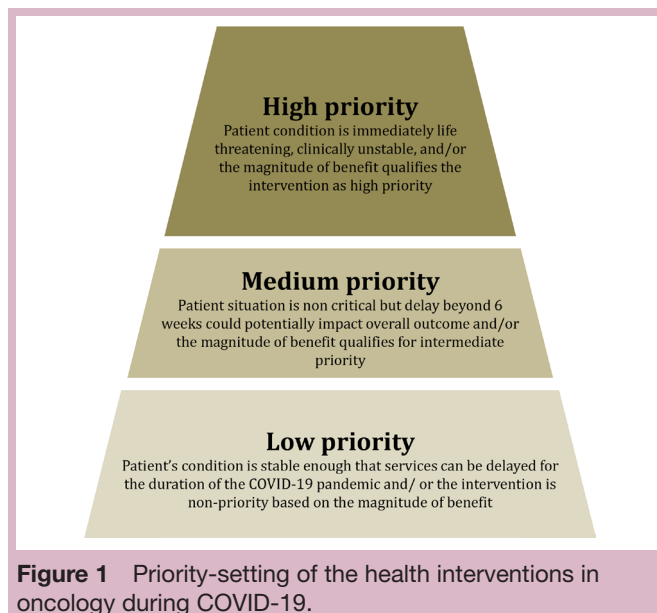 High priority
Patient condition is immediately life
threatening, clinically unstable, and/or
the magnitude of benefit qualifies the
intervention as high priority
Medium priority
Patient situation is non critical but delay beyond 6
weeks could potentially impact overall outcome and/or
the magnitude of benefit qualifies for intermediate
priority
Low priority
Patient's condition is stable enough that services can be delayed for
the duration of the COVID-19 pandemic and/ or the intervention is
non-priority based on the magnitude of benefit
Figure 1 Priority-setting of the health interventions in
oncology during COVID-19.